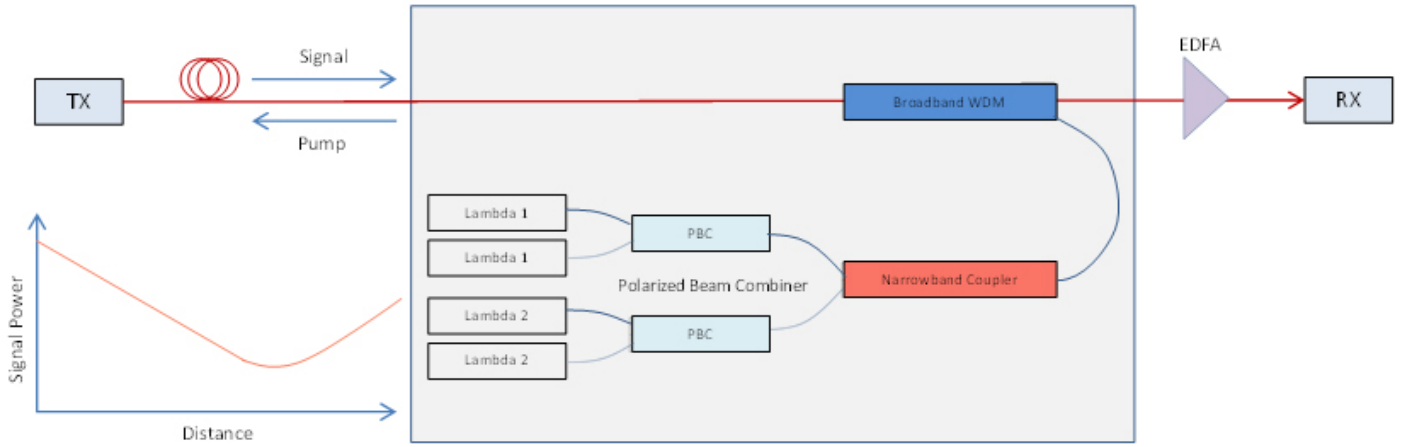 EDFA
Signal
TX
Broadband WDM
RX
Pump
Lambda 1
PBC
Lambda 1
Narrowband Coupler
Polarized Beam Combiner
Lambda 2
PBC
Lambda 2
Signal Power
Distance